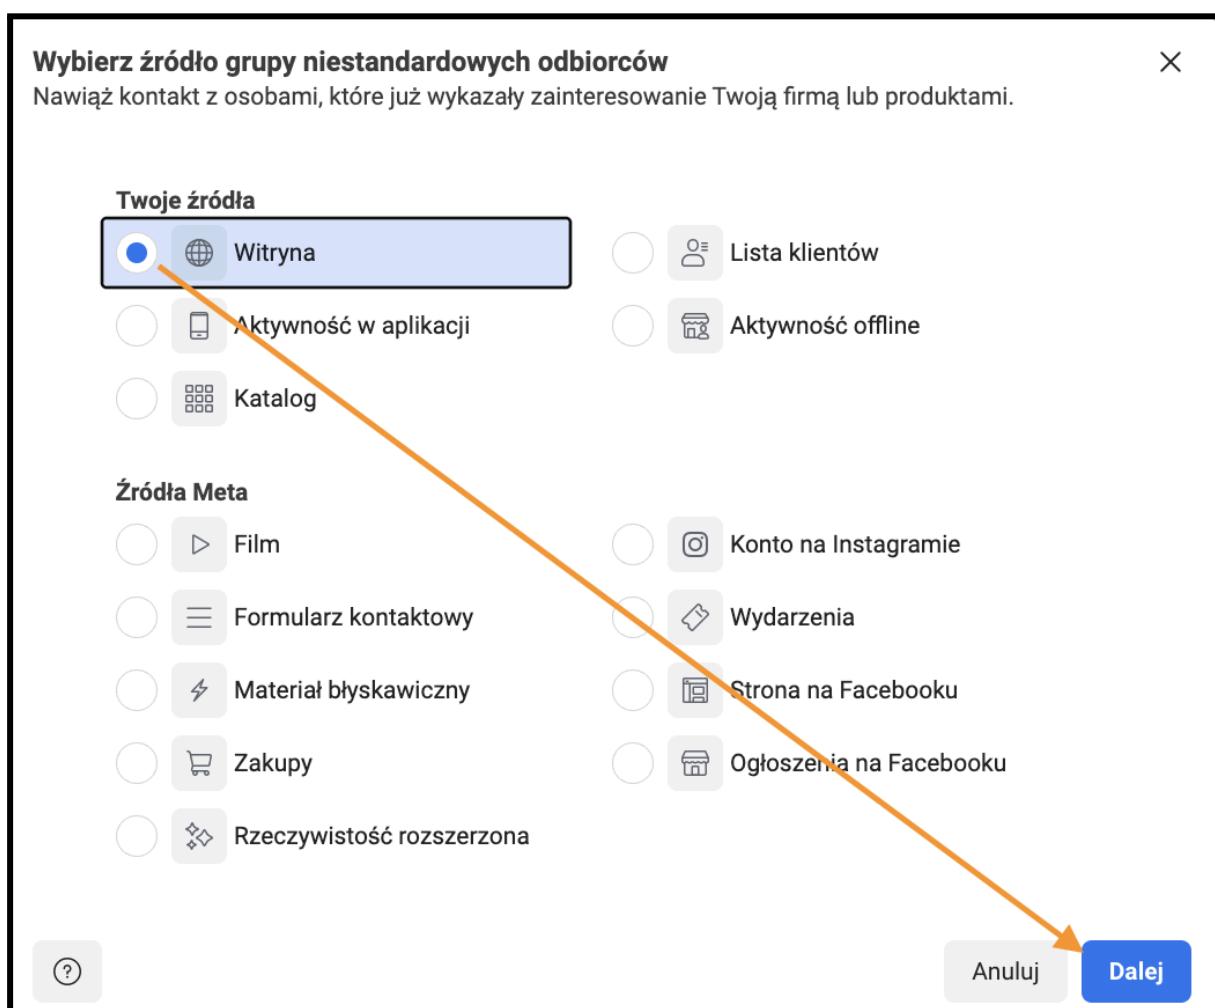 Wybierz źródło grupy niestandardowych odbiorców
Nawiąż kontakt z osobami, które już wykazały zainteresowanie Twoją firmą lub produktami.
Twoje źródła
Witryna
Lista klientów
Aktywność w aplikacji
Aktywność offline
Katalog
Źródła Meta
Film
Konto na Instagramie
Formularz kontaktowy
Wydarzenia
Materiał błyskawiczny
Strona na Facebooku
Zakupy
Ogłoszenia na Facebooku
Rzeczywistość rozszerzona
Anuluj
Dalej